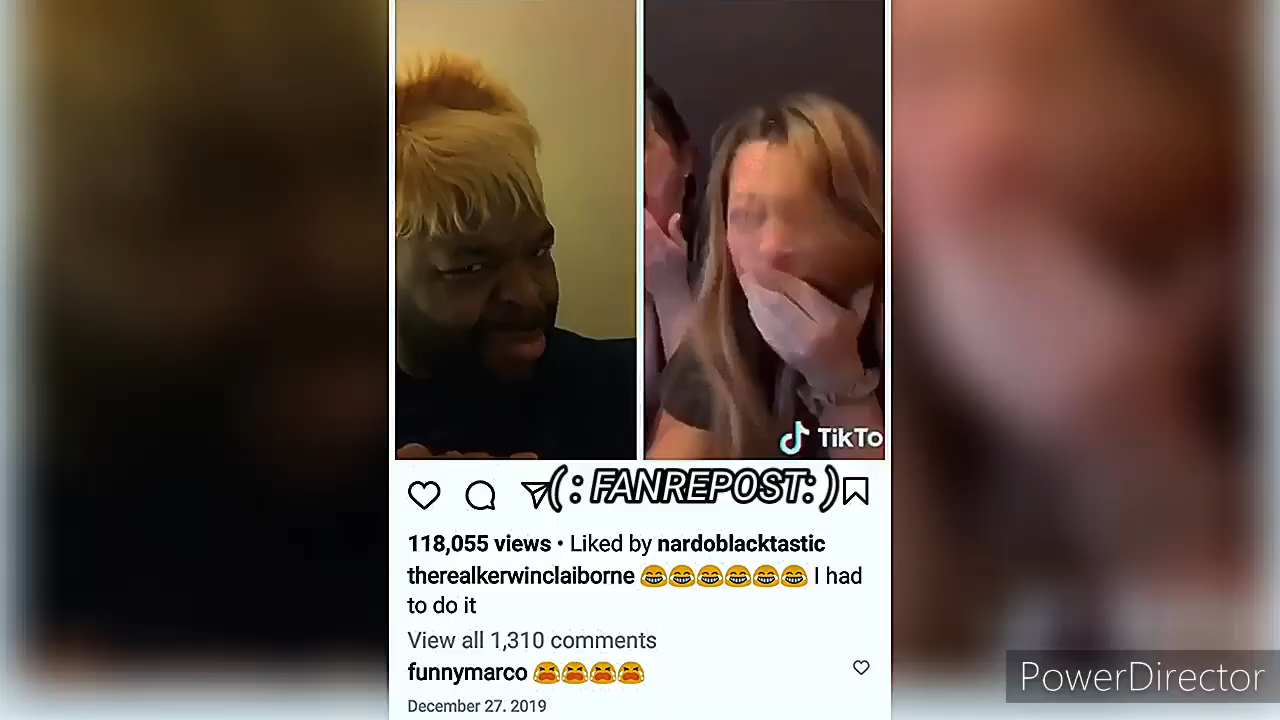 TikTo
(: FANREPOST: )
118,055 views • Liked by nardoblacktastic
therealkerwinclaiborne 😂😂😂😂😂😂 I had
to do it
View all 1,310 comments
funnymarco 😫😫😫😫
December 27, 2019
PowerDirector